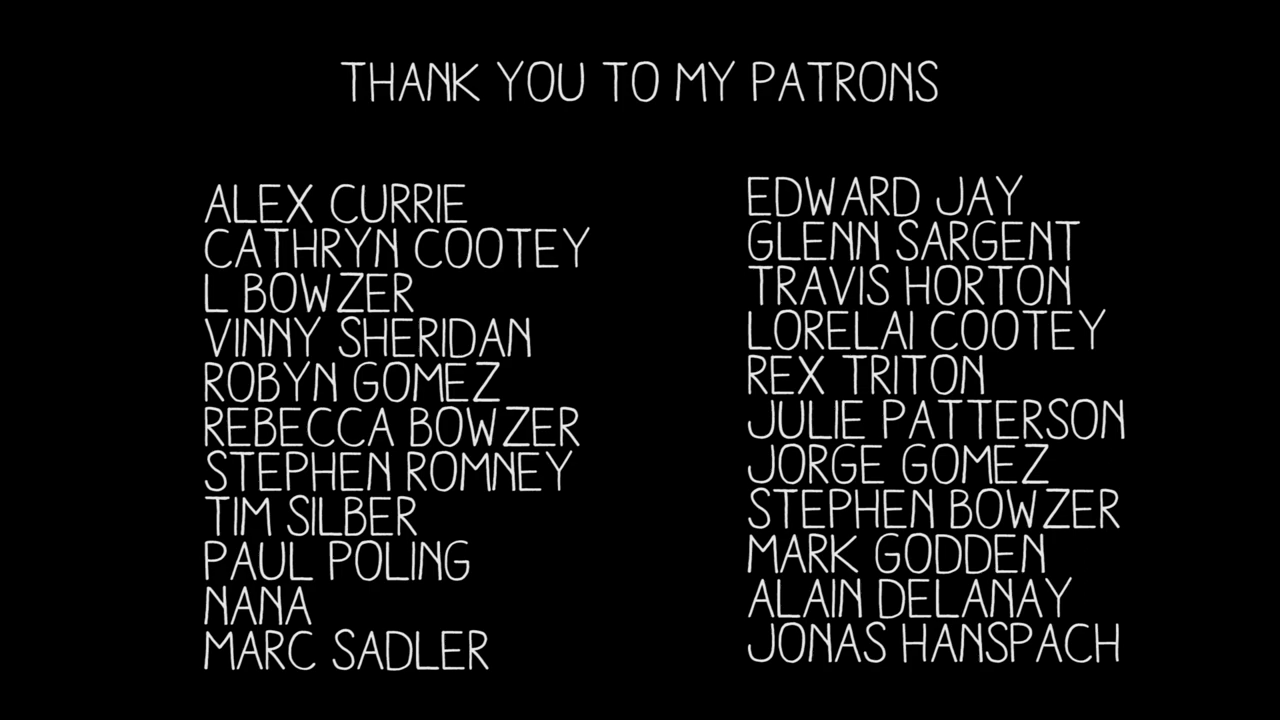 THANK YOU TO MY PATRONS
ALEX CURRIE
CATHRYN COOTEY
L BOWZER
VINNY SHERIDAN
ROBYN GOMEZ
REBECCA BOWZER
STEPHEN ROMNEY
TIM SILBER
PAUL POLING
NANA
MARC SADLER
EDWARD JAY
GLENN SARGENT
TRAVIS HORTON
LORELAI COOTEY
REX TRITON
JULIE PATTERSON
JORGE GOMEZ
STEPHEN BOWZER
MARK GODDEN
ALAIN DELANAY
JONAS HANSPACH